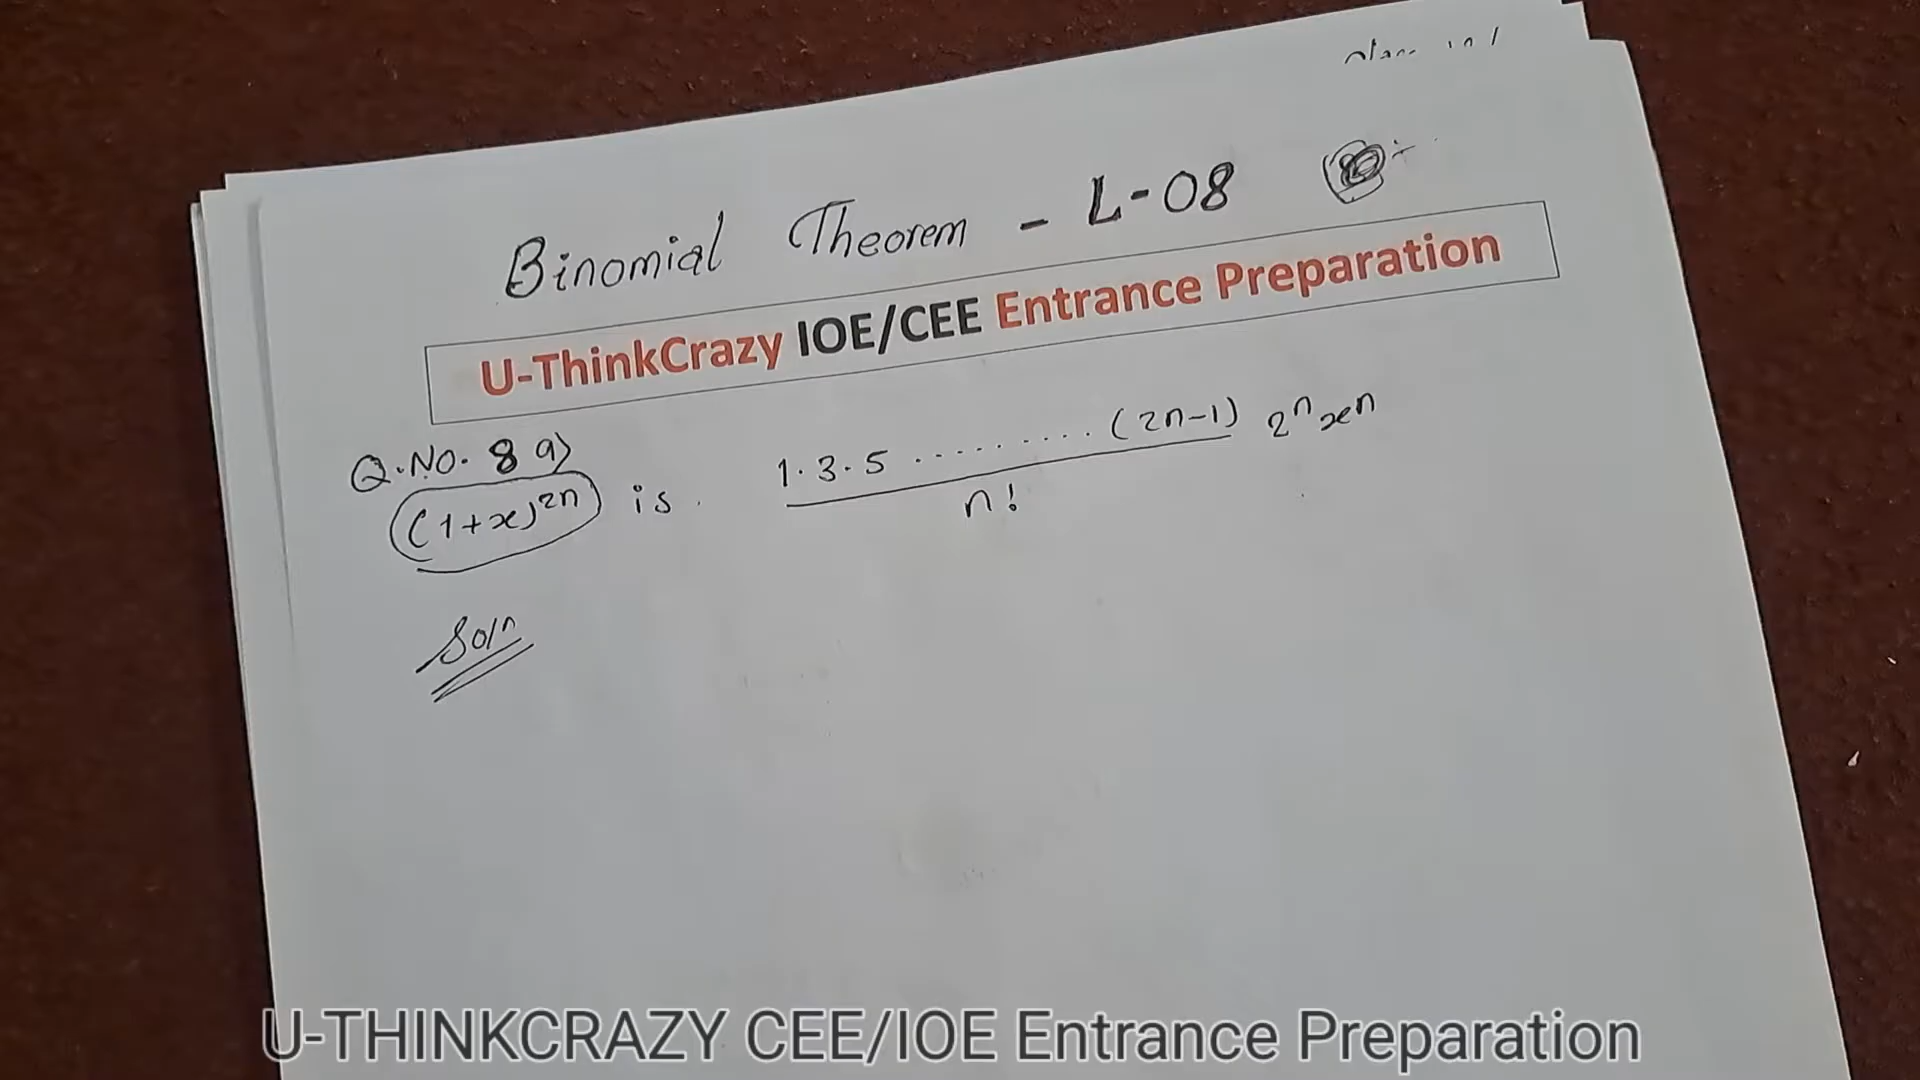 Binomial Theorem - L-08
U-ThinkCrazy IOE/CEE Entrance Preparation
Q.NO. 8 a)
1.3.5 ......... (2n-1) 2ⁿxⁿ
(1+x)²ⁿ is
n!
Solⁿ
U-THINKCRAZY CEE/IOE Entrance Preparation